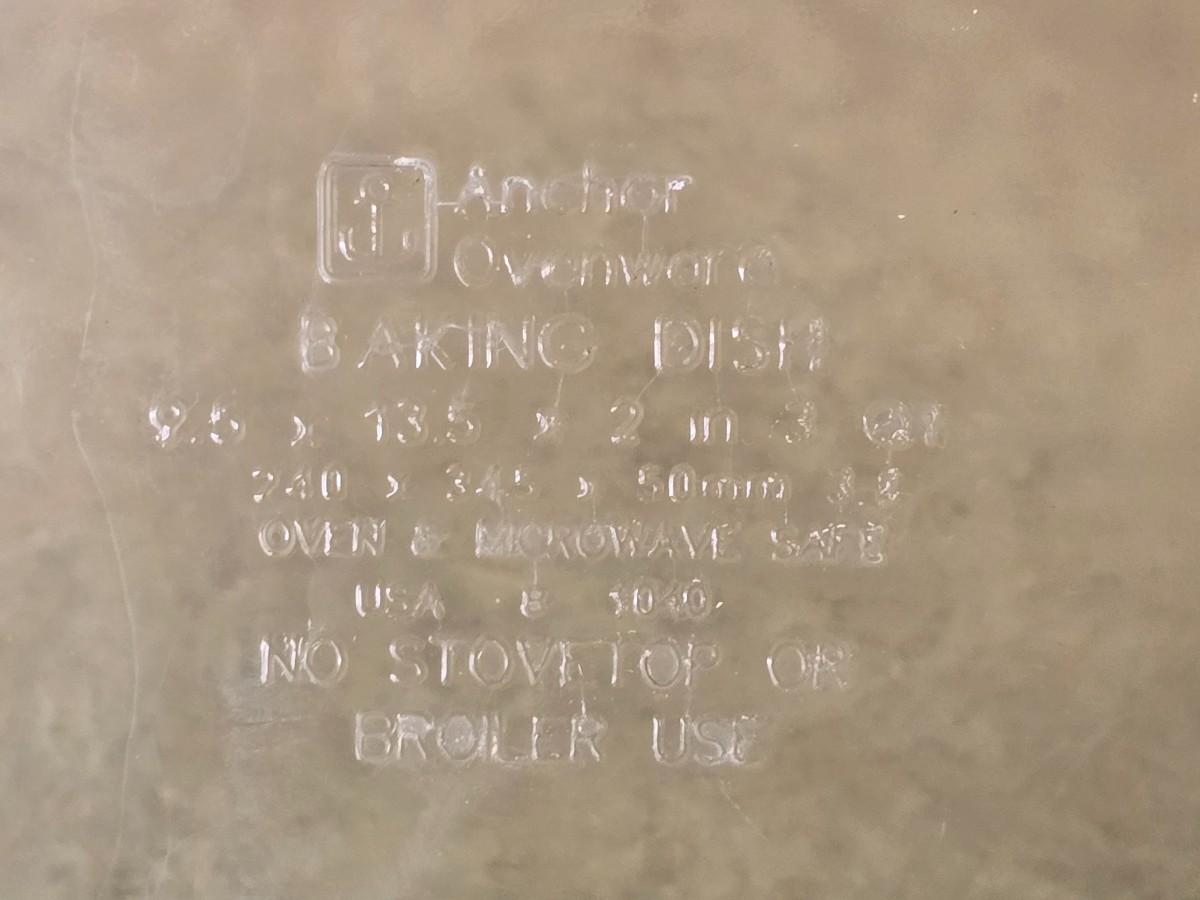 Anchor
Ovenware
BAKING DISH
9.5 x 13.5 x 2 in 3 QT
240 x 345 x 50mm
OVEN & MICROWAVE SAFE
USA 8 1040
NO STOVETOP OR
BROILER USE